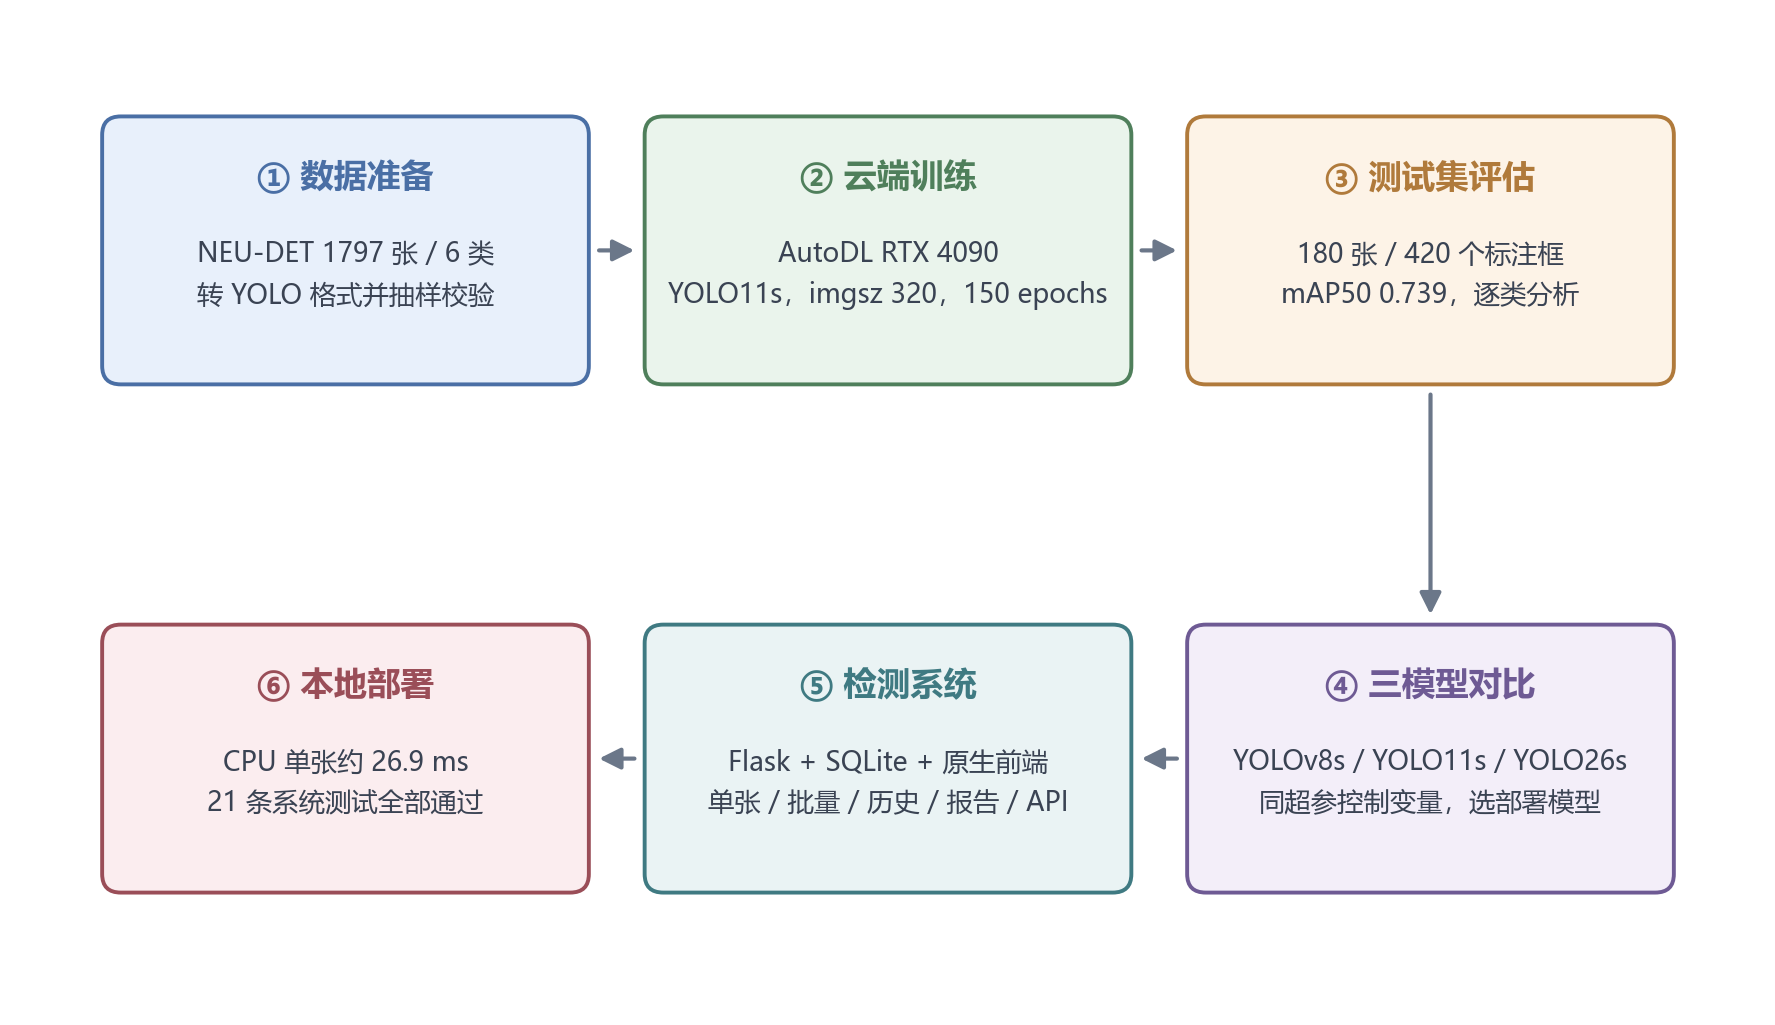 ① 数据准备
NEU-DET 1797 张 / 6 类
转 YOLO 格式并抽样校验
② 云端训练
AutoDL RTX 4090
YOLO11s，imgsz 320，150 epochs
③ 测试集评估
180 张 / 420 个标注框
mAP50 0.739，逐类分析
④ 三模型对比
YOLOv8s / YOLO11s / YOLO26s
同超参控制变量，选部署模型
⑤ 检测系统
Flask + SQLite + 原生前端
单张 / 批量 / 历史 / 报告 / API
⑥ 本地部署
CPU 单张约 26.9 ms
21 条系统测试全部通过